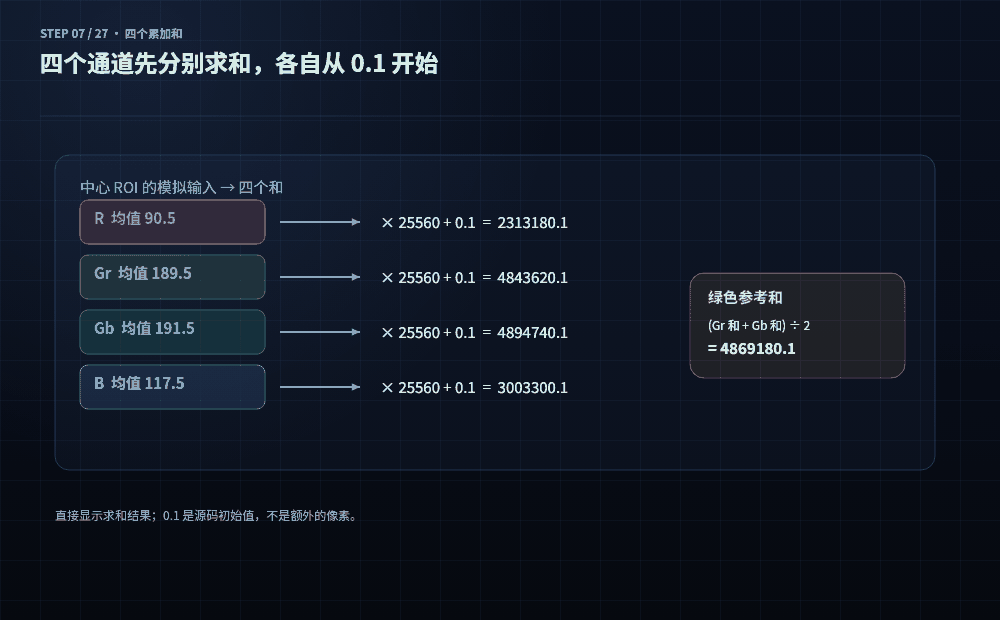 STEP 07 / 27 · 四个累加和
四个通道先分别求和，各自从 0.1 开始
中心 ROI 的模拟输入 → 四个和
R 均值 90.5
× 25560 + 0.1 = 2313180.1
Gr 均值 189.5
× 25560 + 0.1 = 4843620.1
Gb 均值 191.5
× 25560 + 0.1 = 4894740.1
B 均值 117.5
× 25560 + 0.1 = 3003300.1
绿色参考和
(Gr 和 + Gb 和) ÷ 2
= 4869180.1
直接显示求和结果；0.1 是源码初始值，不是额外的像素。